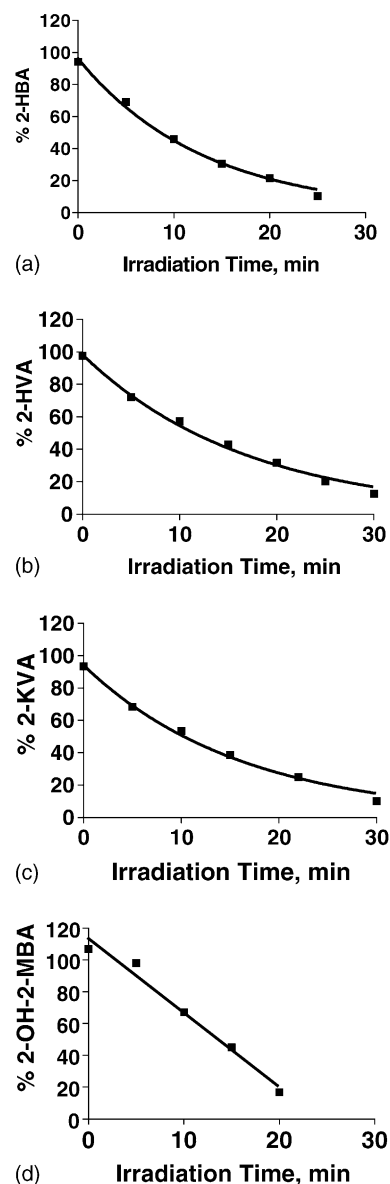 % 2-HBA
120
100
80
60
40
20
0
0 10 20 30
(a) Irradiation Time, min
% 2-HVA
120
100
80
60
40
20
0
0 10 20 30
(b) Irradiation Time, min
% 2-KVA
120
100
80
60
40
20
0
0 10 20 30
(c) Irradiation Time, min
% 2-OH-2-MBA
120
100
80
60
40
20
0
0 10 20 30
(d) Irradiation Time, min